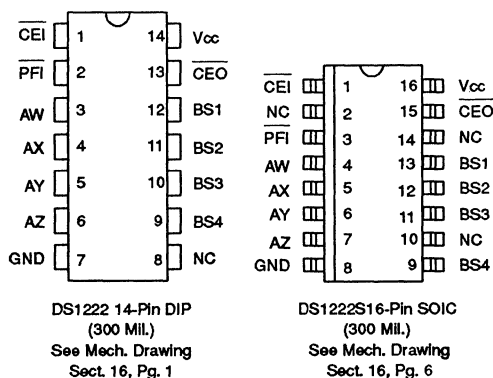 CEI 1 14 Vcc
PFI 2 13 CEO
AW 3 12 BS1
AX 4 11 BS2
AY 5 10 BS3
AZ 6 9 BS4
GND 7 8 NC
DS1222 14-Pin DIP
(300 Mil.)
See Mech. Drawing
Sect. 16, Pg. 1
CEI 1 16 Vcc
NC 2 15 CEO
PFI 3 14 NC
AW 4 13 BS1
AX 5 12 BS2
AY 6 11 BS3
AZ 7 10 NC
GND 8 9 BS4
DS1222S16-Pin SOIC
(300 Mil.)
See Mech. Drawing
Sect. 16, Pg. 6